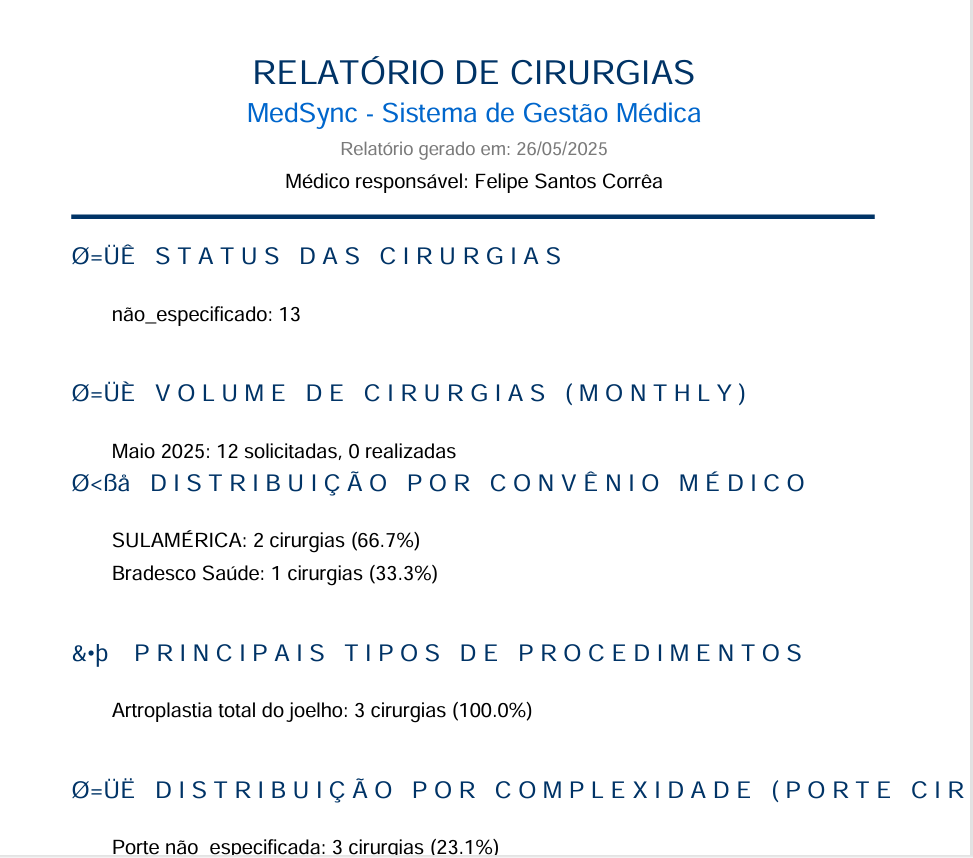 RELATÓRIO DE CIRURGIAS
MedSync - Sistema de Gestão Médica
Relatório gerado em: 26/05/2025
Médico responsável: Felipe Santos Corrêa
Ø=ÜÊ STATUS DAS CIRURGIAS
não_especificado: 13
Ø=ÜÈ VOLUME DE CIRURGIAS (MONTHLY)
Maio 2025: 12 solicitadas, 0 realizadas
Ø<ßå DISTRIBUIÇÃO POR CONVÊNIO MÉDICO
SULAMÉRICA: 2 cirurgias (66.7%)
Bradesco Saúde: 1 cirurgias (33.3%)
&•þ PRINCIPAIS TIPOS DE PROCEDIMENTOS
Artroplastia total do joelho: 3 cirurgias (100.0%)
Ø=ÜË DISTRIBUIÇÃO POR COMPLEXIDADE (PORTE CIR
Porte não_especificada: 3 cirurgias (23.1%)